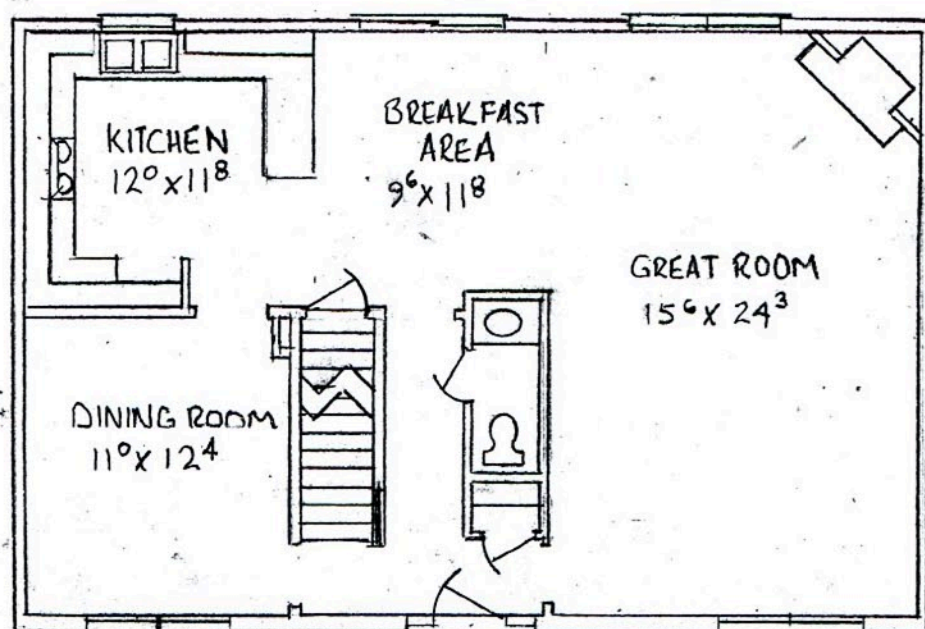 KITCHEN
12⁰ x 11⁸
BREAKFAST
AREA
9⁶ x 11⁸
GREAT ROOM
15⁶ x 24³
DINING ROOM
11⁰ x 12⁴